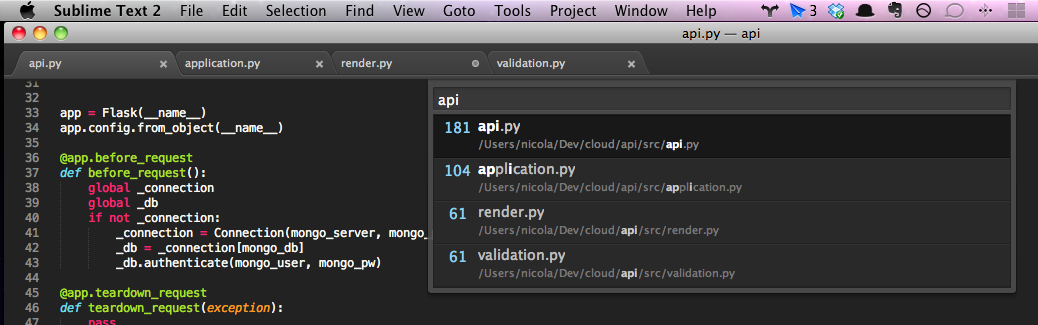 Sublime Text 2 File Edit Selection Find View Goto Tools Project Window Help 3
api.py — api
api.py application.py render.py validation.py
31
32
33 app = Flask(__name__)
34 app.config.from_object(__name__)
35
36 @app.before_request
37 def before_request():
38 global _connection
39 global _db
40 if not _connection:
41 _connection = Connection(mongo_server, mongo_
42 _db = _connection[mongo_db]
43 _db.authenticate(mongo_user, mongo_pw)
44
45 @app.teardown_request
46 def teardown_request(exception):
47 pass
api
181 api.py
/Users/nicola/Dev/cloud/api/src/api.py
104 application.py
/Users/nicola/Dev/cloud/api/src/application.py
61 render.py
/Users/nicola/Dev/cloud/api/src/render.py
61 validation.py
/Users/nicola/Dev/cloud/api/src/validation.py